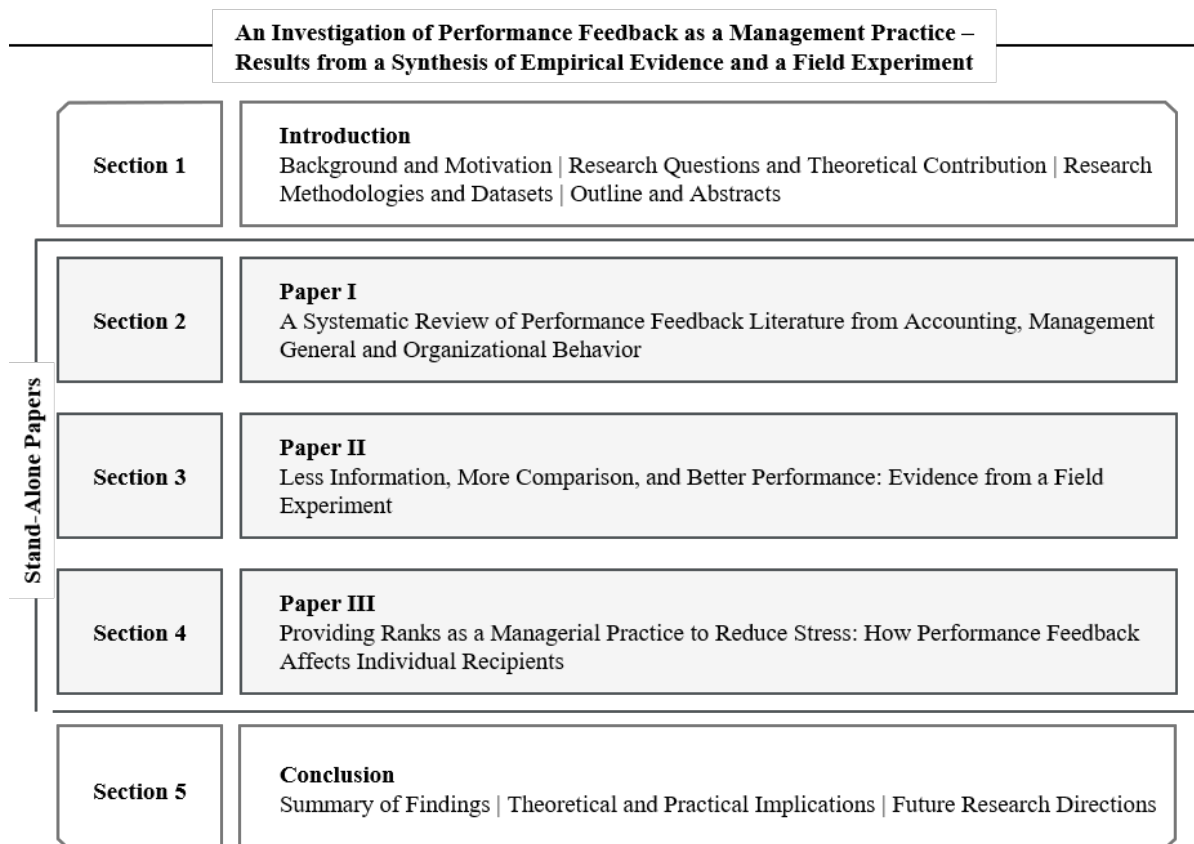 An Investigation of Performance Feedback as a Management Practice –
Results from a Synthesis of Empirical Evidence and a Field Experiment
Section 1
Introduction
Background and Motivation | Research Questions and Theoretical Contribution | Research
Methodologies and Datasets | Outline and Abstracts
Stand-Alone Papers
Section 2
Paper I
A Systematic Review of Performance Feedback Literature from Accounting, Management
General and Organizational Behavior
Section 3
Paper II
Less Information, More Comparison, and Better Performance: Evidence from a Field
Experiment
Section 4
Paper III
Providing Ranks as a Managerial Practice to Reduce Stress: How Performance Feedback
Affects Individual Recipients
Section 5
Conclusion
Summary of Findings | Theoretical and Practical Implications | Future Research Directions